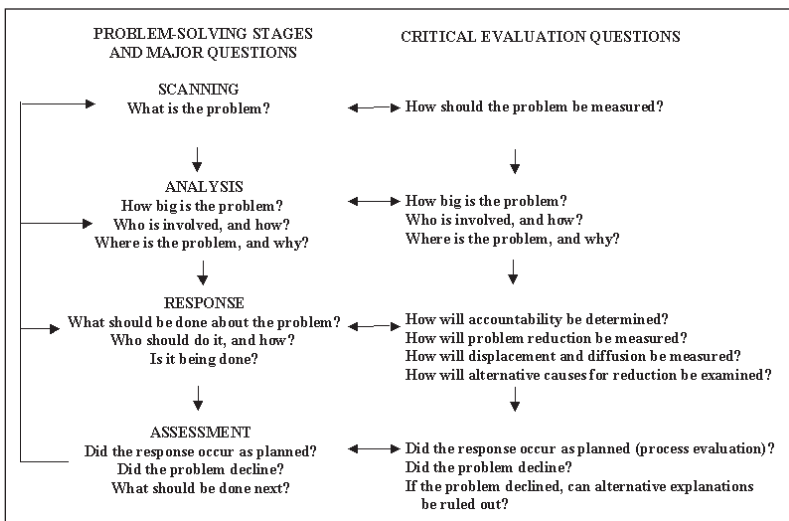 PROBLEM-SOLVING STAGES
AND MAJOR QUESTIONS
CRITICAL EVALUATION QUESTIONS
SCANNING
What is the problem?
How should the problem be measured?
ANALYSIS
How big is the problem?
Who is involved, and how?
Where is the problem, and why?
How big is the problem?
Who is involved, and how?
Where is the problem, and why?
RESPONSE
What should be done about the problem?
Who should do it, and how?
Is it being done?
How will accountability be determined?
How will problem reduction be measured?
How will displacement and diffusion be measured?
How will alternative causes for reduction be examined?
ASSESSMENT
Did the response occur as planned?
Did the problem decline?
What should be done next?
Did the response occur as planned (process evaluation)?
Did the problem decline?
If the problem declined, can alternative explanations
be ruled out?